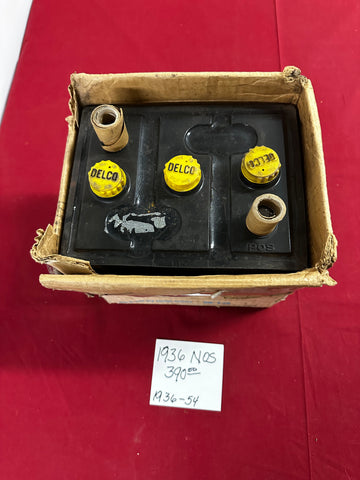 DELCO
DELCO
DELCO
POS
1936 NOS
390.00
1936-54